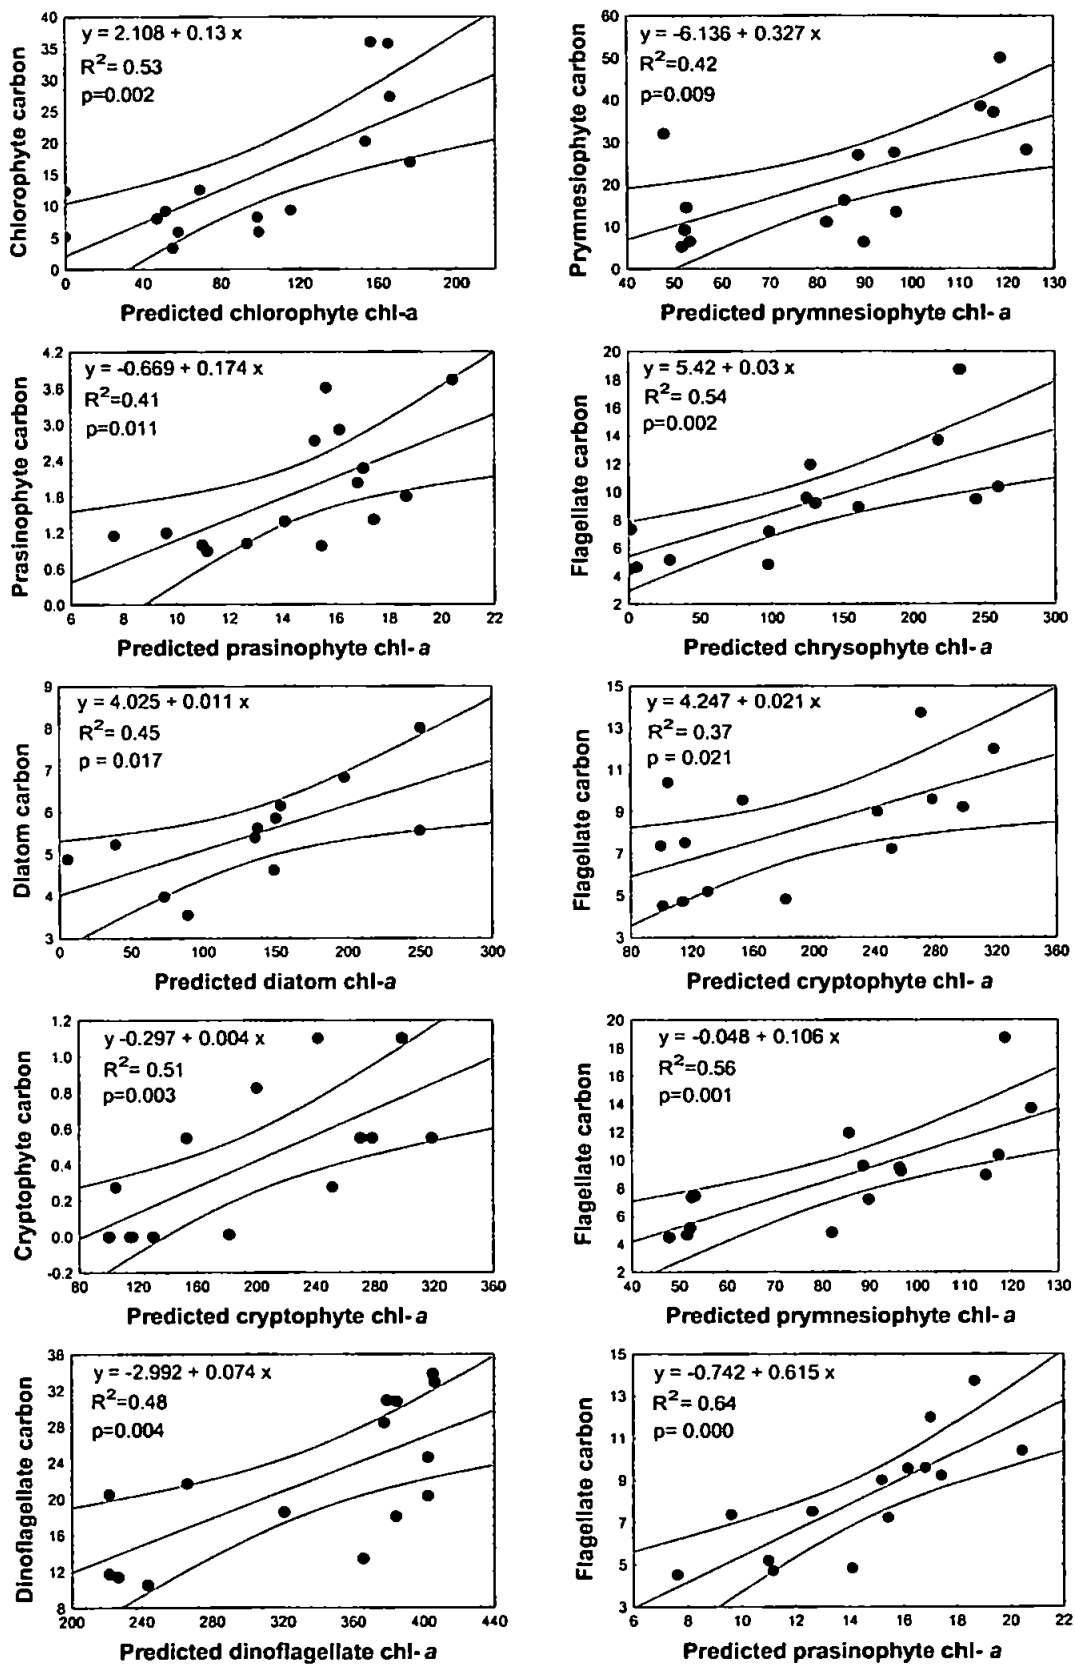 y = 2.108 + 0.13 x
R2= 0.53
p=0.002
Chlorophyte carbon
40
35
30
25
20
15
10
5
0
0 40 80 120 160 200
Predicted chlorophyte chl-a
y = -6.136 + 0.327 x
R2=0.42
p=0.009
Prymnesiophyte carbon
60
50
40
30
20
10
0
40 50 60 70 80 90 100 110 120 130
Predicted prymnesiophyte chl- a
y = -0.669 + 0.174 x
R2=0.41
p=0.011
Prasinophyte carbon
4.2
3.6
3.0
2.4
1.8
1.2
0.6
0.0
6 8 10 12 14 16 18 20 22
Predicted prasinophyte chl- a
y = 5.42 + 0.03 x
R2= 0.54
p=0.002
Flagellate carbon
20
18
16
14
12
10
8
6
4
2
0 50 100 150 200 250 300
Predicted chrysophyte chl- a
y = 4.025 + 0.011 x
R2= 0.45
p = 0.017
Diatom carbon
9
8
7
6
5
4
3
0 50 100 150 200 250 300
Predicted diatom chl-a
y = 4.247 + 0.021 x
R2= 0.37
p = 0.021
Flagellate carbon
15
13
11
9
7
5
3
80 120 160 200 240 280 320 360
Predicted cryptophyte chl- a
y -0.297 + 0.004 x
R2= 0.51
p=0.003
Cryptophyte carbon
1.2
1.0
0.8
0.6
0.4
0.2
0.0
-0.2
80 120 160 200 240 280 320 360
Predicted cryptophyte chl- a
y = -0.048 + 0.106 x
R2=0.56
p=0.001
Flagellate carbon
20
18
16
14
12
10
8
6
4
2
40 50 60 70 80 90 100 110 120 130
Predicted prymnesiophyte chl- a
y = -2.992 + 0.074 x
R2=0.48
p=0.004
Dinoflagellate carbon
38
32
28
24
20
16
12
8
200 240 280 320 360 400 440
Predicted dinoflagellate chl- a
y = -0.742 + 0.615 x
R2= 0.64
p= 0.000
Flagellate carbon
15
13
11
9
7
5
3
6 8 10 12 14 16 18 20 22
Predicted prasinophyte chl- a